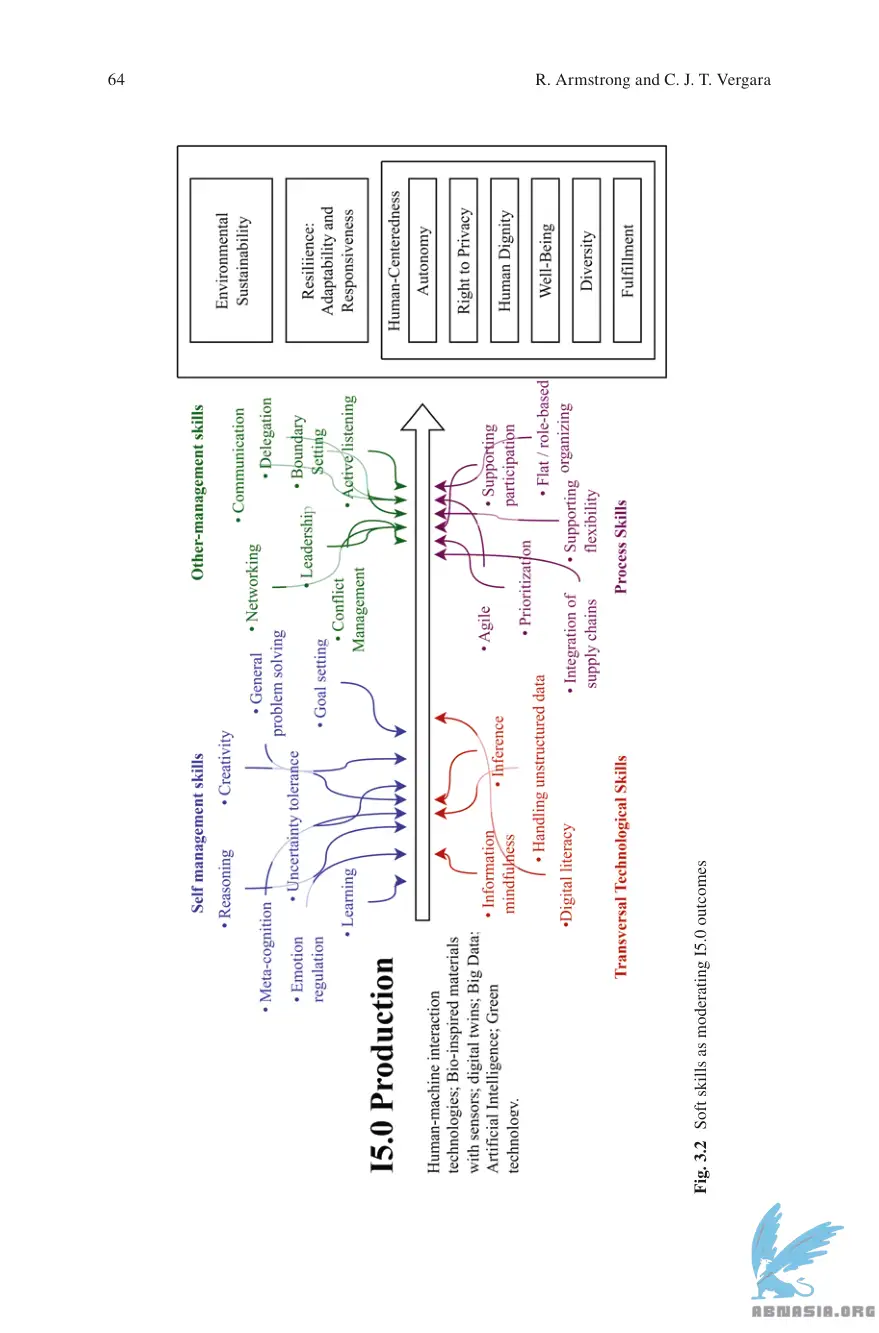 64
R. Armstrong and C. J. T. Vergara
I5.0 Production
Human-machine interaction
technologies; Bio-inspired materials
with sensors; digital twins; Big Data;
Artificial Intelligence; Green
technology.
Self management skills
• Reasoning
• Creativity
• Meta-cognition
• General
problem solving
• Emotion
regulation
• Uncertainty tolerance
• Goal setting
• Learning
Other-management skills
• Networking
• Communication
• Delegation
• Leadership
• Boundary
Setting
• Conflict
Management
• Active listening
• Information
mindfulness
• Inference
• Handling unstructured data
•Digital literacy
Transversal Technological Skills
• Agile
• Supporting
participation
• Prioritization
• Flat / role-based
organizing
• Integration of
supply chains
• Supporting
flexibility
Process Skills
Environmental
Sustainability
Resiliience:
Adaptability and
Responsiveness
Human-Centeredness
Autonomy
Right to Privacy
Human Dignity
Well-Being
Diversity
Fulfillment
Fig. 3.2 Soft skills as moderating I5.0 outcomes
ABNASIA.ORG